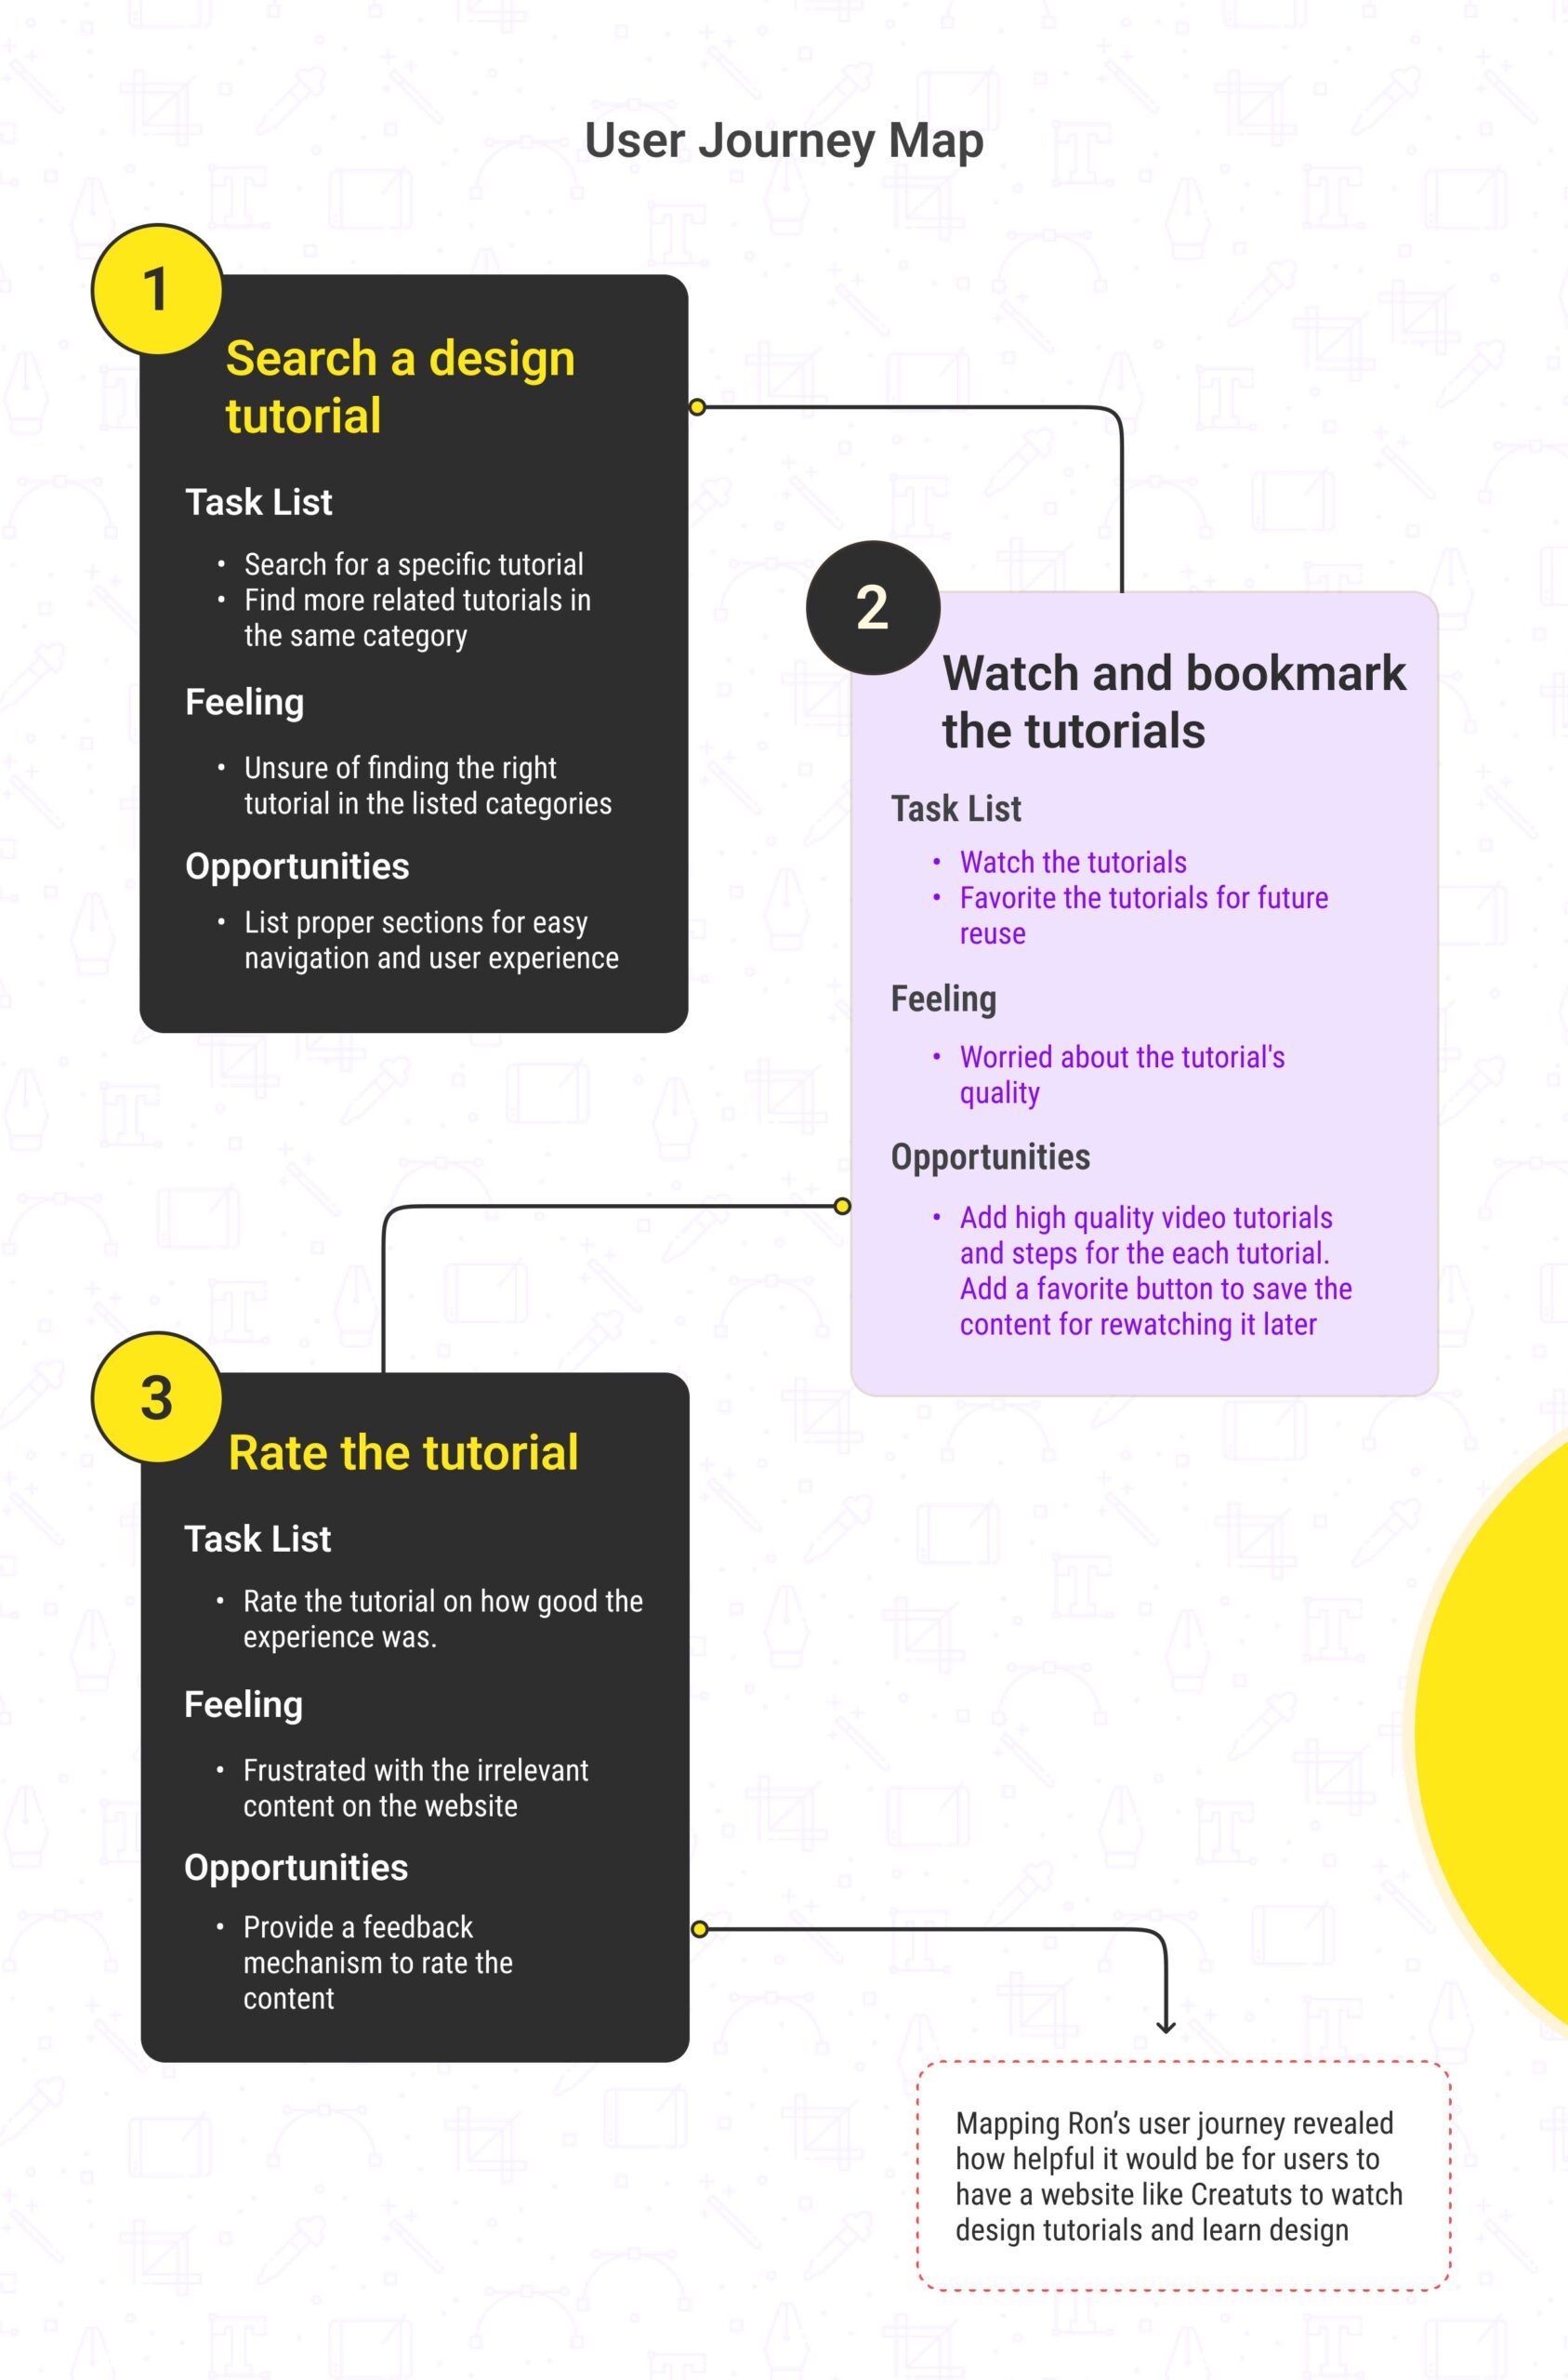 User Journey Map
1
Search a design
tutorial
Task List
• Search for a specific tutorial
• Find more related tutorials in
the same category
Feeling
• Unsure of finding the right
tutorial in the listed categories
Opportunities
• List proper sections for easy
navigation and user experience
2
Watch and bookmark
the tutorials
Task List
• Watch the tutorials
• Favorite the tutorials for future
reuse
Feeling
• Worried about the tutorial's
quality
Opportunities
• Add high quality video tutorials
and steps for the each tutorial.
Add a favorite button to save the
content for rewatching it later
3
Rate the tutorial
Task List
• Rate the tutorial on how good the
experience was.
Feeling
• Frustrated with the irrelevant
content on the website
Opportunities
• Provide a feedback
mechanism to rate the
content
Mapping Ron’s user journey revealed
how helpful it would be for users to
have a website like Creatuts to watch
design tutorials and learn design